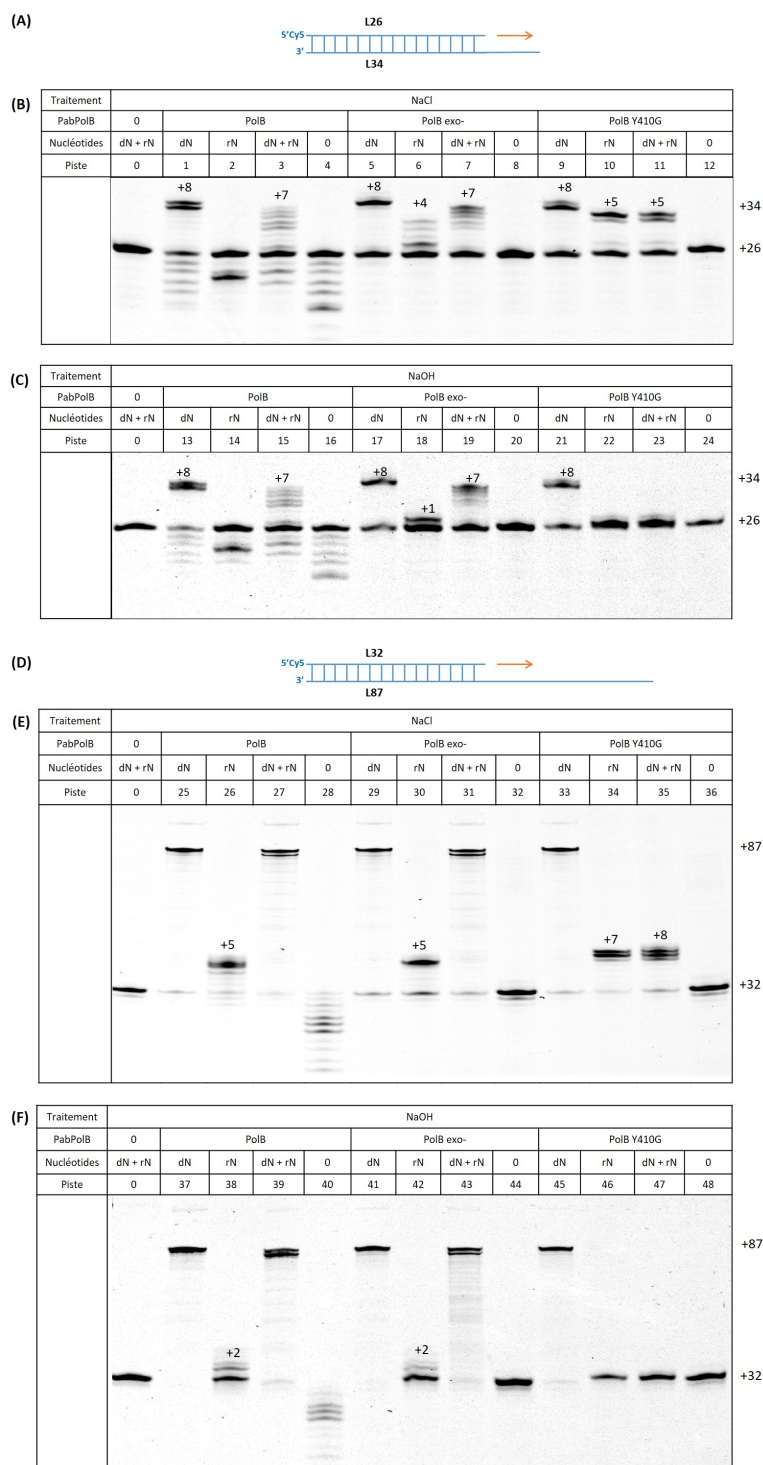 (A)
L26
5'Cy5
3'
L34
(B)
Traitement NaCl
PabPolB 0 PolB PolB exo- PolB Y410G
Nucléotides dN + rN dN rN dN + rN 0 dN rN dN + rN 0 dN rN dN + rN 0
Piste 0 1 2 3 4 5 6 7 8 9 10 11 12
+8 +7 +8 +4 +7 +8 +5 +5 +34
+26
(C)
Traitement NaOH
PabPolB 0 PolB PolB exo- PolB Y410G
Nucléotides dN + rN dN rN dN + rN 0 dN rN dN + rN 0 dN rN dN + rN 0
Piste 0 13 14 15 16 17 18 19 20 21 22 23 24
+8 +7 +8 +1 +7 +8 +34
+26
(D)
L32
5'Cy5
3'
L87
(E)
Traitement NaCl
PabPolB 0 PolB PolB exo- PolB Y410G
Nucléotides dN + rN dN rN dN + rN 0 dN rN dN + rN 0 dN rN dN + rN 0
Piste 0 25 26 27 28 29 30 31 32 33 34 35 36
+87
+5 +5 +7 +8
+32
(F)
Traitement NaOH
PabPolB 0 PolB PolB exo- PolB Y410G
Nucléotides dN + rN dN rN dN + rN 0 dN rN dN + rN 0 dN rN dN + rN 0
Piste 0 37 38 39 40 41 42 43 44 45 46 47 48
+87
+2 +2
+32